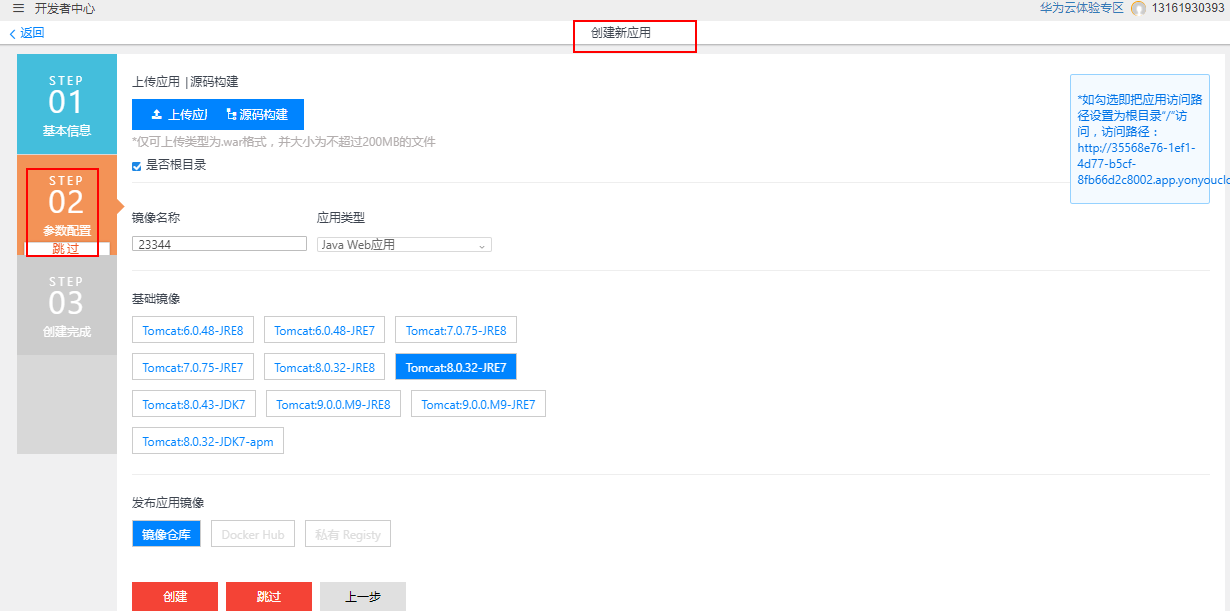 开发者中心
华为云体验专区 13161930393
返回
创建新应用
STEP
01
基本信息
STEP
02
参数配置
跳过
STEP
03
创建完成
上传应用 |源码构建
上传应 源码构建
*仅可上传类型为.war格式，并大小为不超过200MB的文件
是否根目录
*如勾选即把应用访问路
径设置为根目录“/”访
问，访问路径：
http://35568e76-1ef1-
4d77-b5cf-
8fb66d2c8002.app.yonyouclo
镜像名称 应用类型
23344 Java Web应用
基础镜像
Tomcat:6.0.48-JRE8 Tomcat:6.0.48-JRE7 Tomcat:7.0.75-JRE8
Tomcat:7.0.75-JRE7 Tomcat:8.0.32-JRE8 Tomcat:8.0.32-JRE7
Tomcat:8.0.43-JDK7 Tomcat:9.0.0.M9-JRE8 Tomcat:9.0.0.M9-JRE7
Tomcat:8.0.32-JDK7-apm
发布应用镜像
镜像仓库 Docker Hub 私有 Registy
创建 跳过 上一步